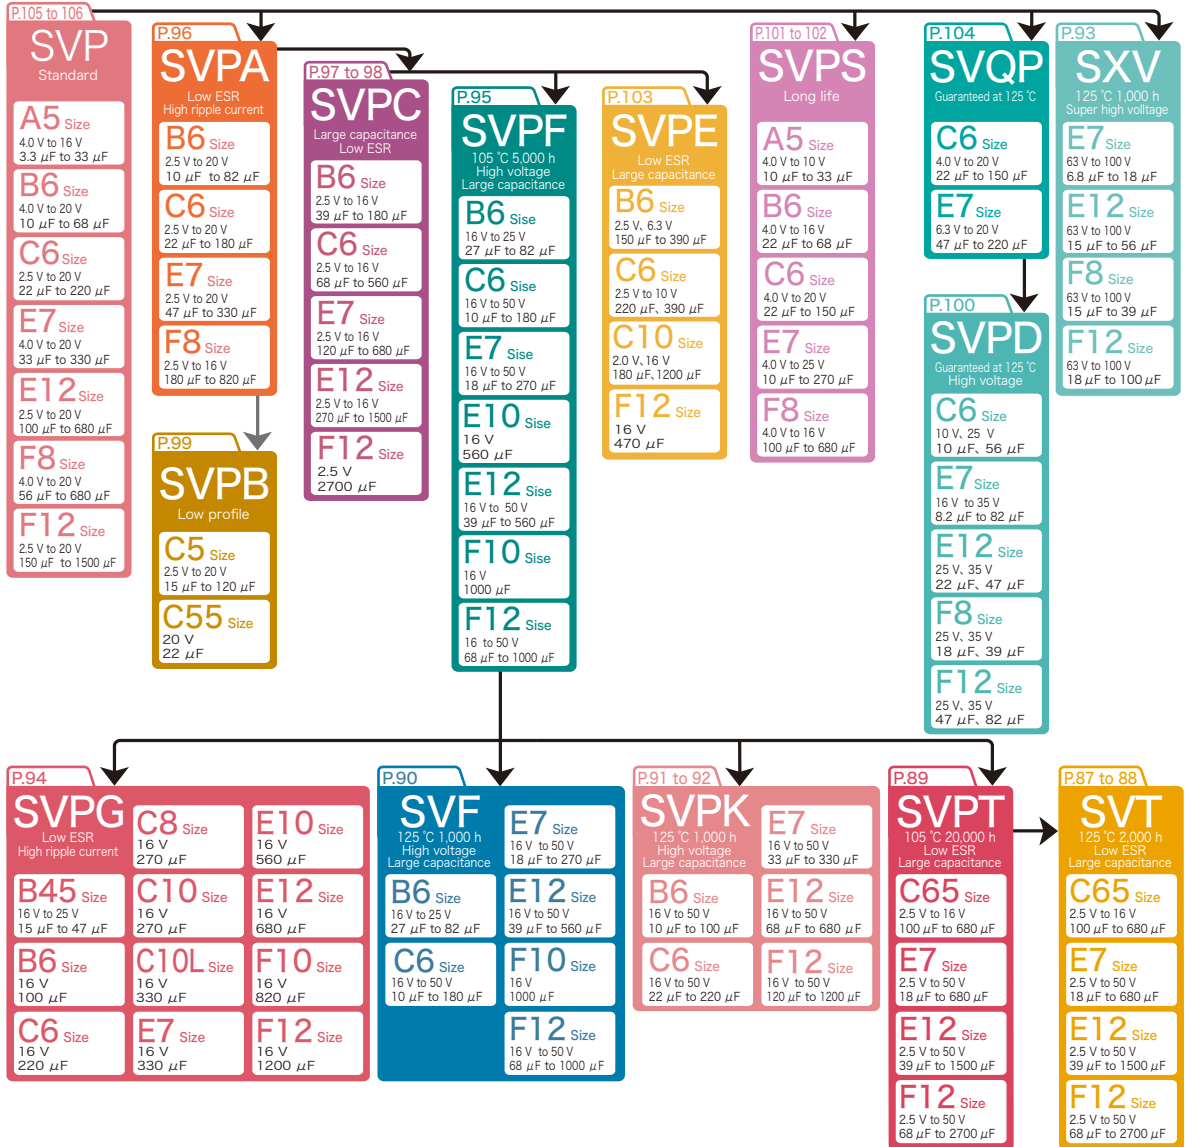 P.105 to 106
SVP
Standard
A5 Size
4.0 V to 16 V
3.3 μF to 33 μF
B6 Size
4.0 V to 20 V
10 μF to 68 μF
C6 Size
2.5 V to 20 V
22 μF to 220 μF
E7 Size
4.0 V to 20 V
33 μF to 330 μF
E12 Size
2.5 V to 20 V
100 μF to 680 μF
F8 Size
4.0 V to 20 V
56 μF to 680 μF
F12 Size
2.5 V to 20 V
150 μF to 1500 μF
P.96
SVPA
Low ESR
High ripple current
B6 Size
2.5 V to 20 V
10 μF to 82 μF
C6 Size
2.5 V to 20 V
22 μF to 180 μF
E7 Size
2.5 V to 20 V
47 μF to 330 μF
F8 Size
2.5 V to 16 V
180 μF to 820 μF
P.99
SVPB
Low profile
C5 Size
2.5 V to 20 V
15 μF to 120 μF
C55 Size
20 V
22 μF
P.97 to 98
SVPC
Large capacitance
Low ESR
B6 Size
2.5 V to 16 V
39 μF to 180 μF
C6 Size
2.5 V to 16 V
68 μF to 560 μF
E7 Size
2.5 V to 16 V
120 μF to 680 μF
E12 Size
2.5 V to 16 V
270 μF to 1500 μF
F12 Size
2.5 V
2700 μF
P.95
SVPF
105 ℃ 5,000 h
High voltage
Large capacitance
B6 Sise
16 V to 25 V
27 μF to 82 μF
C6 Sise
16 V to 50 V
10 μF to 180 μF
E7 Sise
16 V to 50 V
18 μF to 270 μF
E10 Sise
16 V
560 μF
E12 Sise
16 V to 50 V
39 μF to 560 μF
F10 Sise
16 V
1000 μF
F12 Sise
16 to 50 V
68 μF to 1000 μF
P.103
SVPE
Low ESR
Large capacitance
B6 Size
2.5 V、6.3 V
150 μF to 390 μF
C6 Size
2.5 V to 10 V
220 μF、390 μF
C10 Size
2.0 V、16 V
180 μF、1200 μF
F12 Size
16 V
470 μF
P.101 to 102
SVPS
Long life
A5 Size
4.0 V to 10 V
10 μF to 33 μF
B6 Size
4.0 V to 16 V
22 μF to 68 μF
C6 Size
4.0 V to 20 V
22 μF to 150 μF
E7 Size
4.0 V to 25 V
10 μF to 270 μF
F8 Size
4.0 V to 16 V
100 μF to 680 μF
P.104
SVQP
Guaranteed at 125 ℃
C6 Size
4.0 V to 20 V
22 μF to 150 μF
E7 Size
6.3 V to 20 V
47 μF to 220 μF
P.100
SVPD
Guaranteed at 125 ℃
High voltage
C6 Size
10 V、25 V
10 μF、56 μF
E7 Size
16 V to 35 V
8.2 μF to 82 μF
E12 Size
25 V、35 V
22 μF、47 μF
F8 Size
25 V、35 V
18 μF、39 μF
F12 Size
25 V、35 V
47 μF、82 μF
P.93
SXV
125 ℃ 1,000 h
Super high voltage
E7 Size
63 V to 100 V
6.8 μF to 18 μF
E12 Size
63 V to 100 V
15 μF to 56 μF
F8 Size
63 V to 100 V
15 μF to 39 μF
F12 Size
63 V to 100 V
18 μF to 100 μF
P.94
SVPG
Low ESR
High ripple current
B45 Size
16 V to 25 V
15 μF to 47 μF
B6 Size
16 V
100 μF
C6 Size
16 V
220 μF
C8 Size
16 V
270 μF
C10 Size
16 V
270 μF
C10L Size
16 V
330 μF
E7 Size
16 V
330 μF
E10 Size
16 V
560 μF
E12 Size
16 V
680 μF
F10 Size
16 V
820 μF
F12 Size
16 V
1200 μF
P.90
SVF
125 ℃ 1,000 h
High voltage
Large capacitance
B6 Size
16 V to 25 V
27 μF to 82 μF
C6 Size
16 V to 50 V
10 μF to 180 μF
E7 Size
16 V to 50 V
18 μF to 270 μF
E12 Size
16 V to 50 V
39 μF to 560 μF
F10 Size
16 V
1000 μF
F12 Size
16 V to 50 V
68 μF to 1000 μF
P.91 to 92
SVPK
125 ℃ 1,000 h
High voltage
Large capacitance
B6 Size
16 V to 50 V
10 μF to 100 μF
C6 Size
16 V to 50 V
22 μF to 220 μF
E7 Size
16 V to 50 V
33 μF to 330 μF
E12 Size
16 V to 50 V
68 μF to 680 μF
F12 Size
16 V to 50 V
120 μF to 1200 μF
P.89
SVPT
105 ℃ 20,000 h
Low ESR
Large capacitance
C65 Size
2.5 V to 16 V
100 μF to 680 μF
E7 Size
2.5 V to 50 V
18 μF to 680 μF
E12 Size
2.5 V to 50 V
39 μF to 1500 μF
F12 Size
2.5 V to 50 V
68 μF to 2700 μF
P.87 to 88
SVT
125 ℃ 2,000 h
Low ESR
Large capacitance
C65 Size
2.5 V to 16 V
100 μF to 680 μF
E7 Size
2.5 V to 50 V
18 μF to 680 μF
E12 Size
2.5 V to 50 V
39 μF to 1500 μF
F12 Size
2.5 V to 50 V
68 μF to 2700 μF